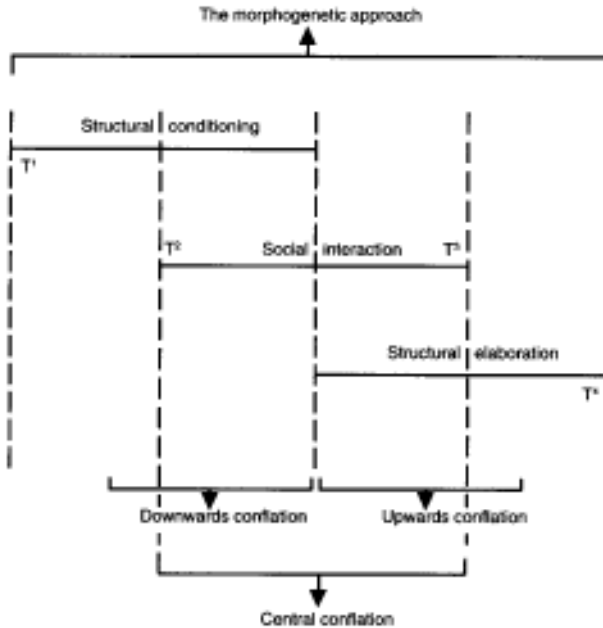 The morphogenetic approach
Structural conditioning
T¹
T² Social interaction T³
Structural elaboration
T⁴
Downwards conflation Upwards conflation
Central conflation